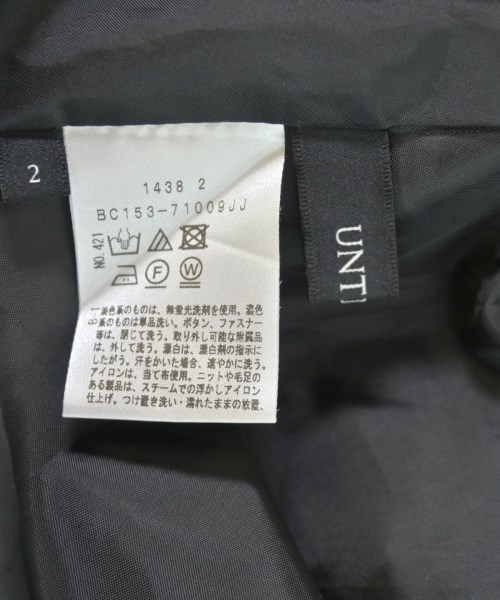 2
1438 2
BC153-71009JJ
NO.421
F W
淡色系のものは、無蛍光洗剤を使用。濃色
系のものは単品洗い。ボタン、ファスナー
等は、閉じて洗う。取り外し可能な附属品
は、外して洗う。漂白は、漂白剤の指示に
したがう。汗をかいた場合、速やかに洗う。
アイロンは、当て布使用。ニットや毛足の
ある製品は、スチームでの浮かしアイロン
仕上げ。つけ置き洗い・濡れたままの放置、
UNT